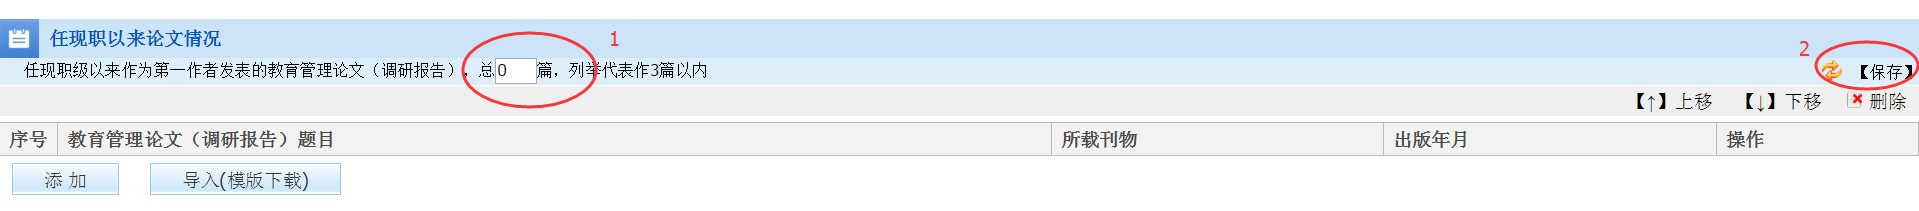 任现职以来论文情况
1
任现职级以来作为第一作者发表的教育管理论文（调研报告），总0篇，列举代表作3篇以内
2
【保存】
【↑】上移 【↓】下移 删除
序号 教育管理论文（调研报告）题目 所载刊物 出版年月 操作
添 加 导入(模版下载)